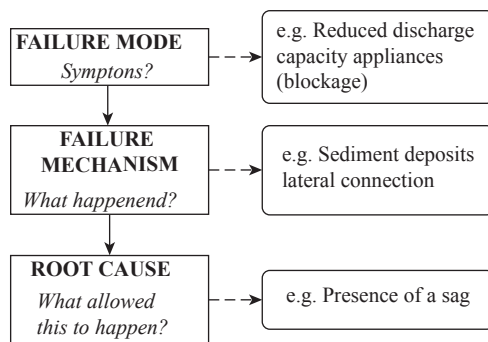 FAILURE MODE
Symptons?
e.g. Reduced discharge
capacity appliances
(blockage)
FAILURE
MECHANISM
What happenend?
e.g. Sediment deposits
lateral connection
ROOT CAUSE
What allowed
this to happen?
e.g. Presence of a sag